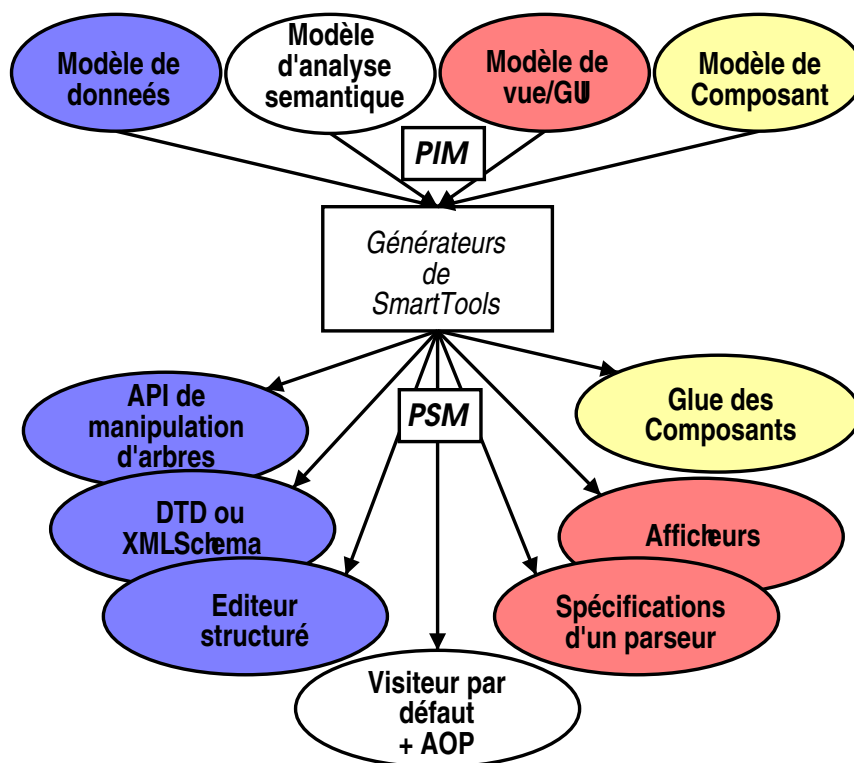 Modèle de
donneés
Modèle
d'analyse
semantique
Modèle de
vue/GUI
Modèle de
Composant
PIM
Générateurs
de
SmartTools
API de
manipulation
d'arbres
PSM
Glue des
Composants
DTD ou
XMLSchema
Afficheurs
Editeur
structuré
Spécifications
d'un parseur
Visiteur par
défaut
+ AOP